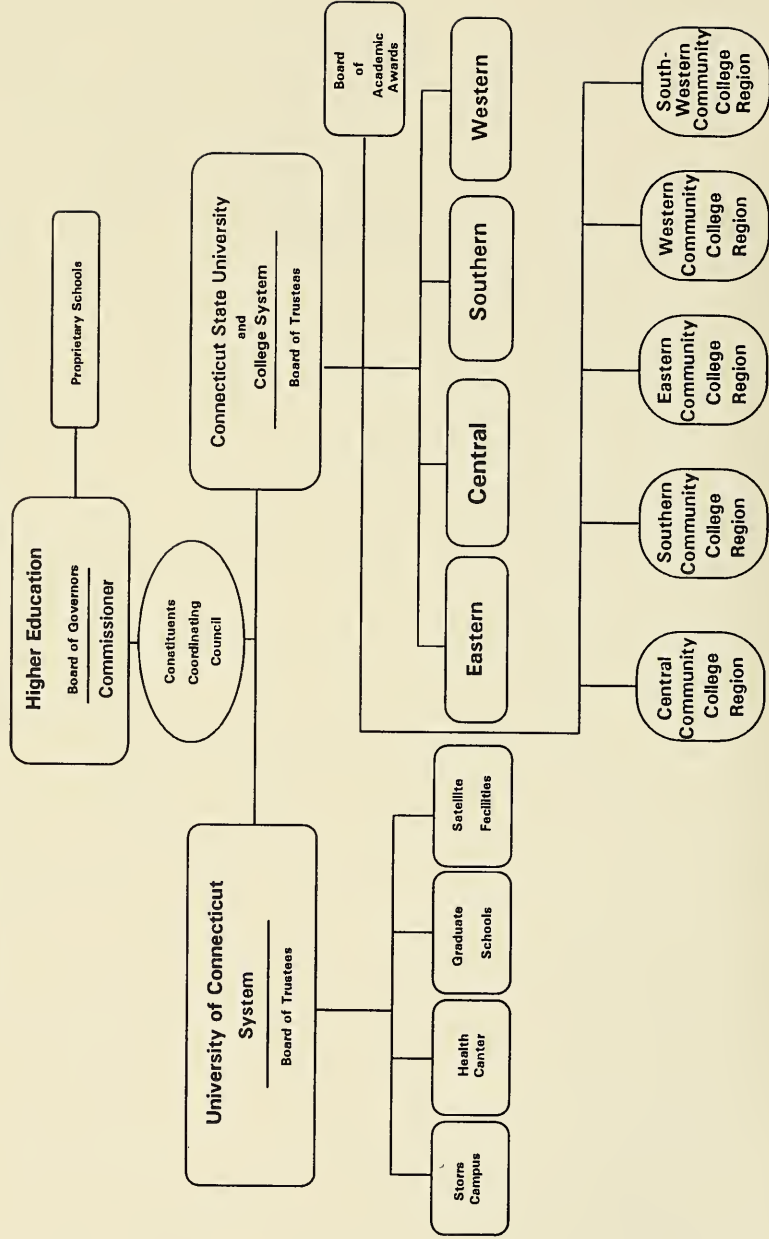 Higher Education
Board of Governors
Commissioner
Proprietary Schools
Constituents
Coordinating
Council
University of Connecticut
System
Board of Trustees
Connecticut State University
and
College System
Board of Trustees
Board
of
Academic
Awards
Storrs
Campus
Health
Canter
Graduate
Schools
Satellite
Facilities
Eastern
Central
Southern
Western
Central
Community
College
Region
Southern
Community
College
Region
Eastern
Community
College
Region
Western
Community
College
Region
South-
Western
Community
College
Region